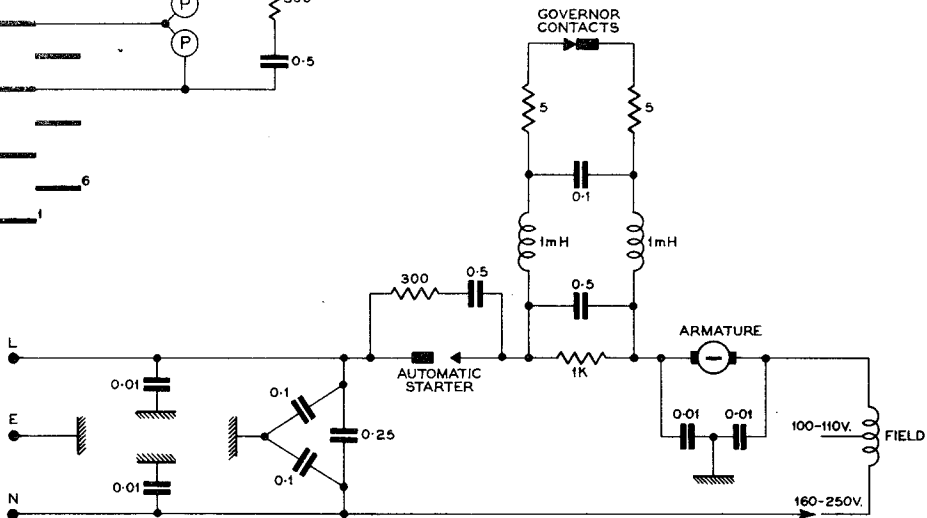 P
P
0·5
6
1
GOVERNOR
CONTACTS
5
5
0·1
1mH
1mH
300
0·5
0·5
L
AUTOMATIC
STARTER
1K
ARMATURE
0·01
0·1
0·25
0·01
0·01
E
100-110V.
FIELD
0·1
0·01
N
160-250V.